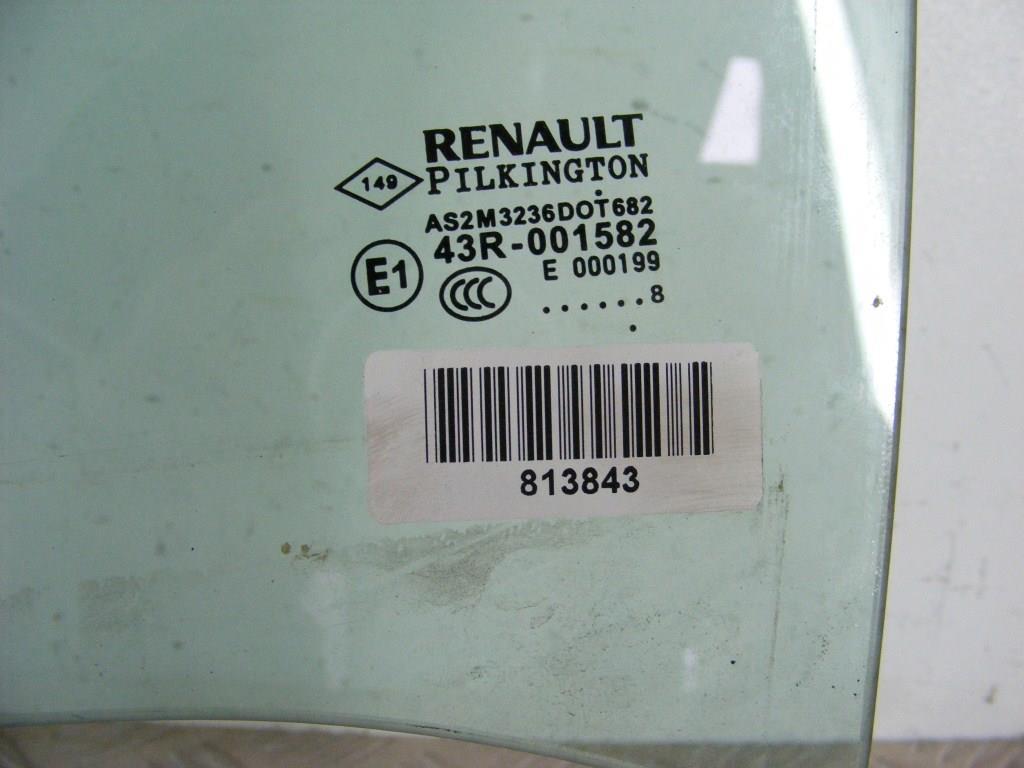 RENAULT
149 PILKINGTON
AS2M3236DOT682
43R-001582
E1 CCC E 000199
......8
.
813843